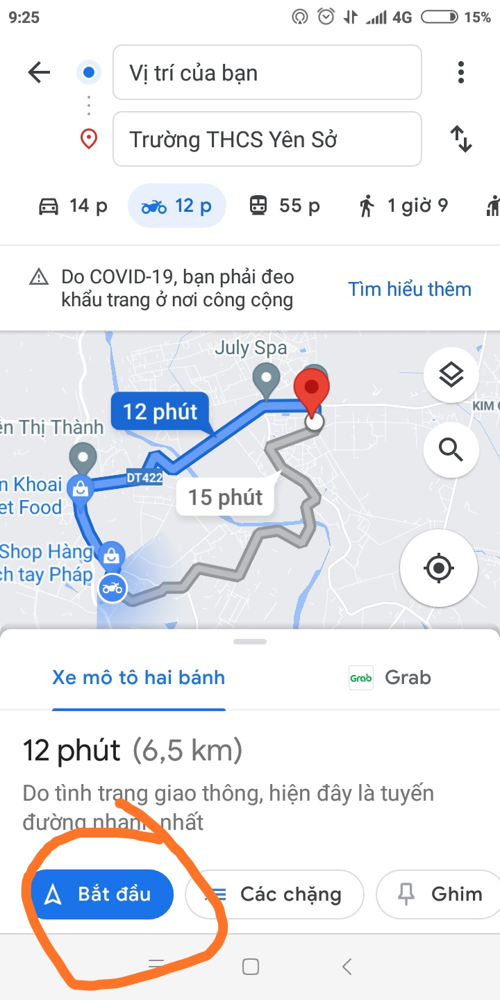 9:25 4G 15%
Vị trí của bạn
Trường THCS Yên Sở
14 p 12 p 55 p 1 giờ 9
Do COVID-19, bạn phải đeo
khẩu trang ở nơi công cộng
Tìm hiểu thêm
July Spa
12 phút
KIM
ễn Thị Thành
DT422
n Khoai
et Food
15 phút
Shop Hàng
ch tay Pháp
Xe mô tô hai bánh
Grab Grab
12 phút (6,5 km)
Do tình trạng giao thông, hiện đây là tuyến
đường nhanh nhất
Bắt đầu Các chặng Ghim